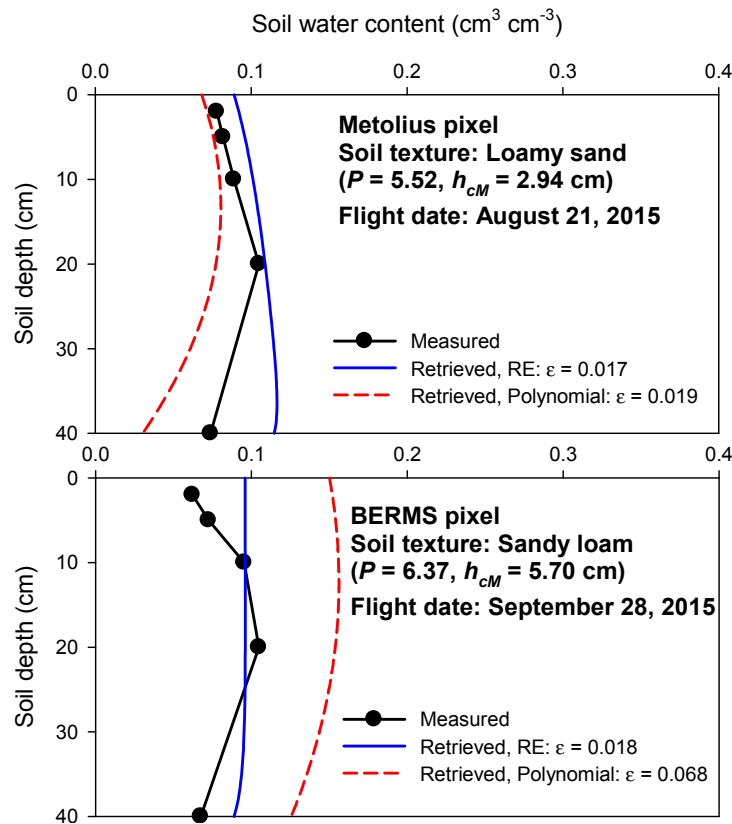 Soil water content (cm³ cm⁻³)
0.0 0.1 0.2 0.3 0.4
0
10
20
30
40
Soil depth (cm)
Metolius pixel
Soil texture: Loamy sand
(P = 5.52, h_cM = 2.94 cm)
Flight date: August 21, 2015
Measured
Retrieved, RE: ε = 0.017
Retrieved, Polynomial: ε = 0.019
0.0 0.1 0.2 0.3 0.4
0
10
20
30
40
Soil depth (cm)
BERMS pixel
Soil texture: Sandy loam
(P = 6.37, h_cM = 5.70 cm)
Flight date: September 28, 2015
Measured
Retrieved, RE: ε = 0.018
Retrieved, Polynomial: ε = 0.068